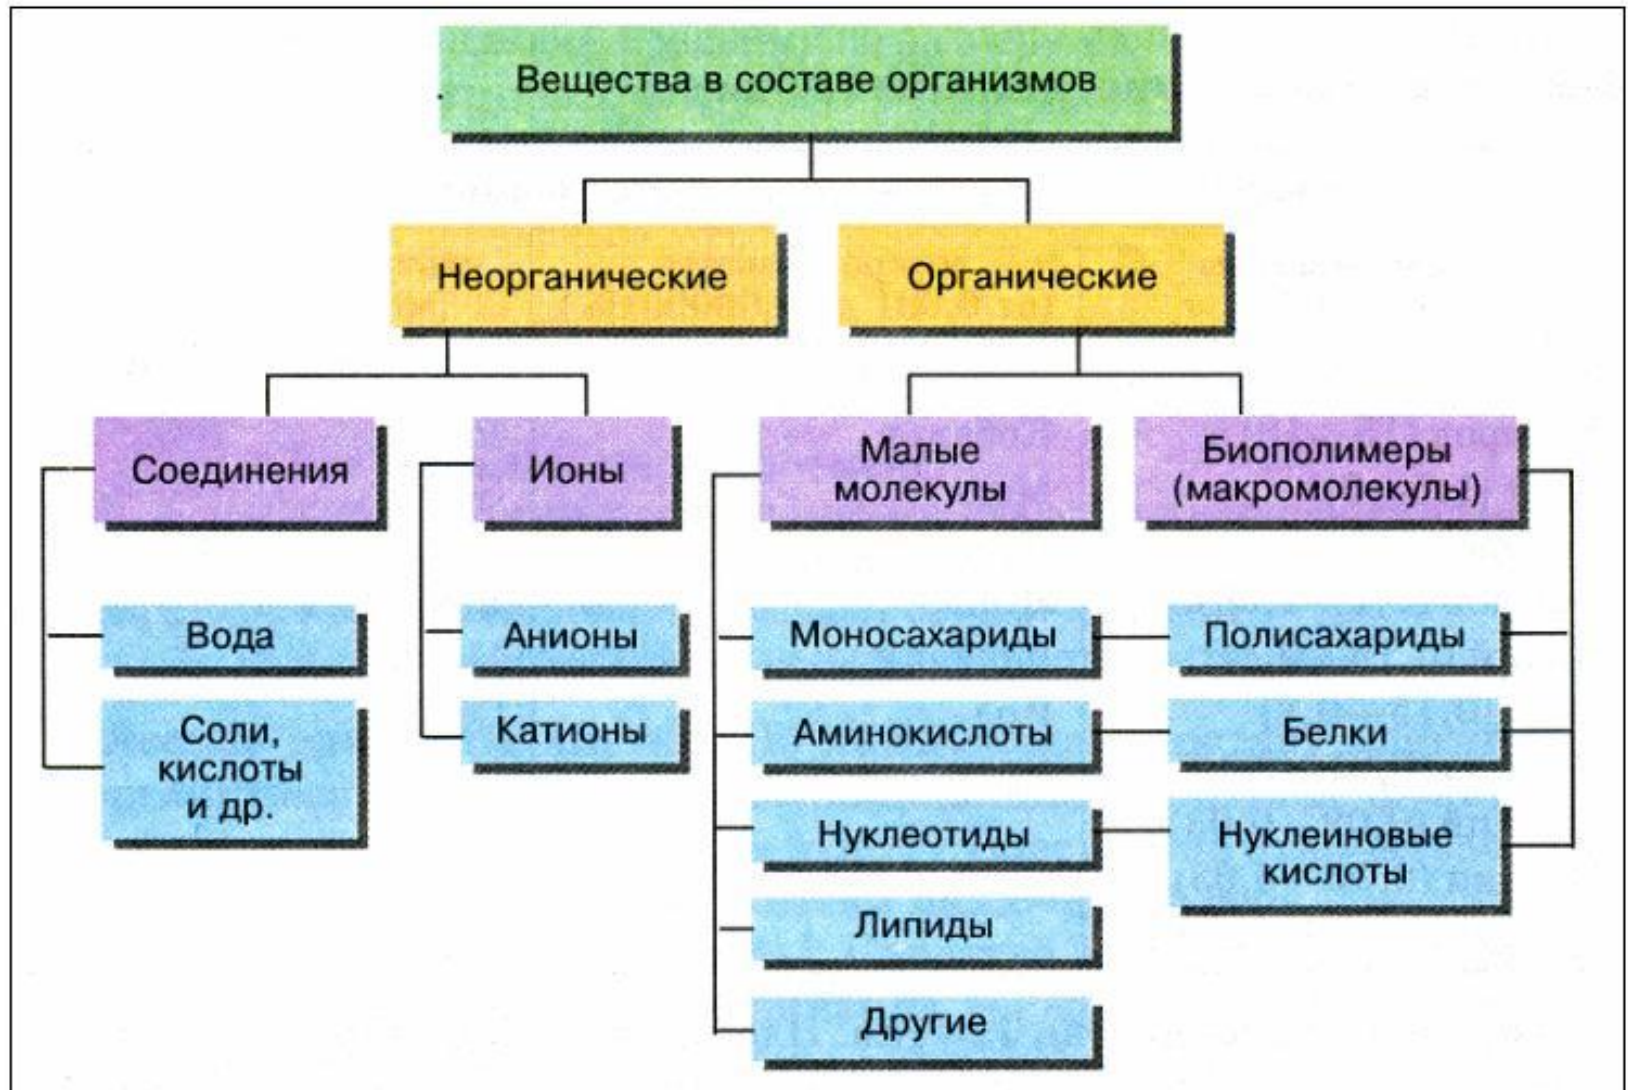 Вещества в составе организмов
Неорганические
Органические
Соединения
Ионы
Малые
молекулы
Биополимеры
(макромолекулы)
Вода
Анионы
Моносахариды
Полисахариды
Соли,
кислоты
и др.
Катионы
Аминокислоты
Белки
Нуклеотиды
Нуклеиновые
кислоты
Липиды
Другие